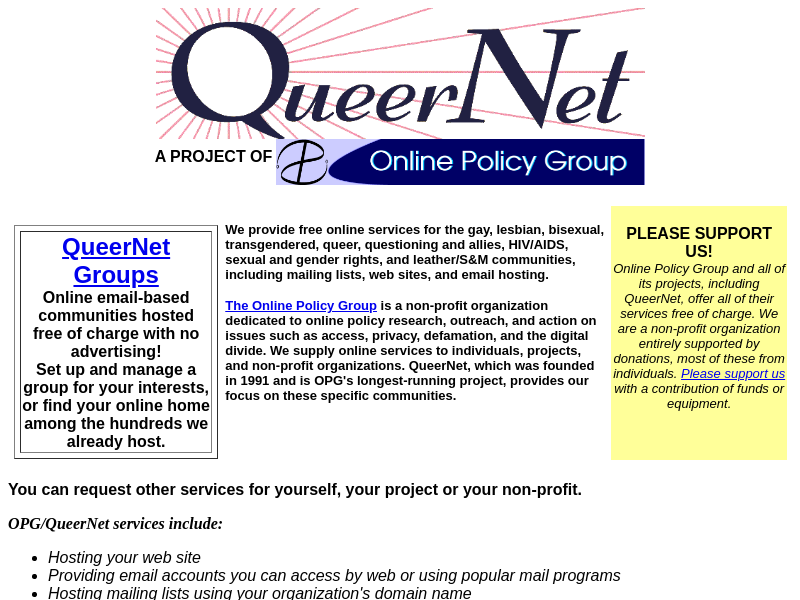 QueerNet
A PROJECT OF Online Policy Group
QueerNet
Groups
Online email-based
communities hosted
free of charge with no
advertising!
Set up and manage a
group for your interests,
or find your online home
among the hundreds we
already host.
We provide free online services for the gay, lesbian, bisexual,
transgendered, queer, questioning and allies, HIV/AIDS,
sexual and gender rights, and leather/S&M communities,
including mailing lists, web sites, and email hosting.
The Online Policy Group is a non-profit organization
dedicated to online policy research, outreach, and action on
issues such as access, privacy, defamation, and the digital
divide. We supply online services to individuals, projects,
and non-profit organizations. QueerNet, which was founded
in 1991 and is OPG's longest-running project, provides our
focus on these specific communities.
PLEASE SUPPORT
US!
Online Policy Group and all of
its projects, including
QueerNet, offer all of their
services free of charge. We
are a non-profit organization
entirely supported by
donations, most of these from
individuals. Please support us
with a contribution of funds or
equipment.
You can request other services for yourself, your project or your non-profit.
OPG/QueerNet services include:
Hosting your web site
Providing email accounts you can access by web or using popular mail programs
Hosting mailing lists using your organization's domain name